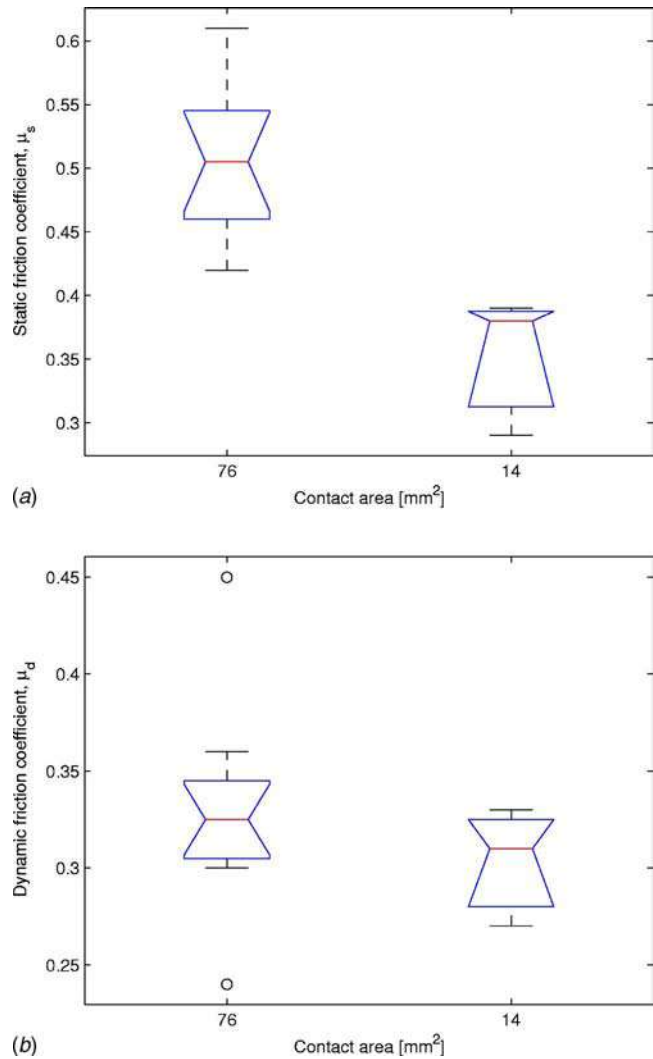 0.6
0.55
0.5
0.45
0.4
0.35
0.3
Static friction coefficient, μs
76
14
Contact area [mm²]
(a)
0.45
0.4
0.35
0.3
0.25
Dynamic friction coefficient, μd
76
14
Contact area [mm²]
(b)